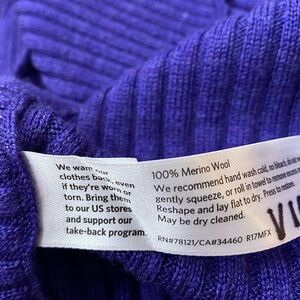 We want our
clothes back, even
if they're worn or
torn. Bring them
to our US stores
and support our
take-back program.
100% Merino Wool
We recommend hand wash cold, no bleach,
gently squeeze, or roll in towel to remove excess
Reshape and lay flat to dry. Press to restore.
May be dry cleaned.
RN#78121/CA#34460 R17MFX